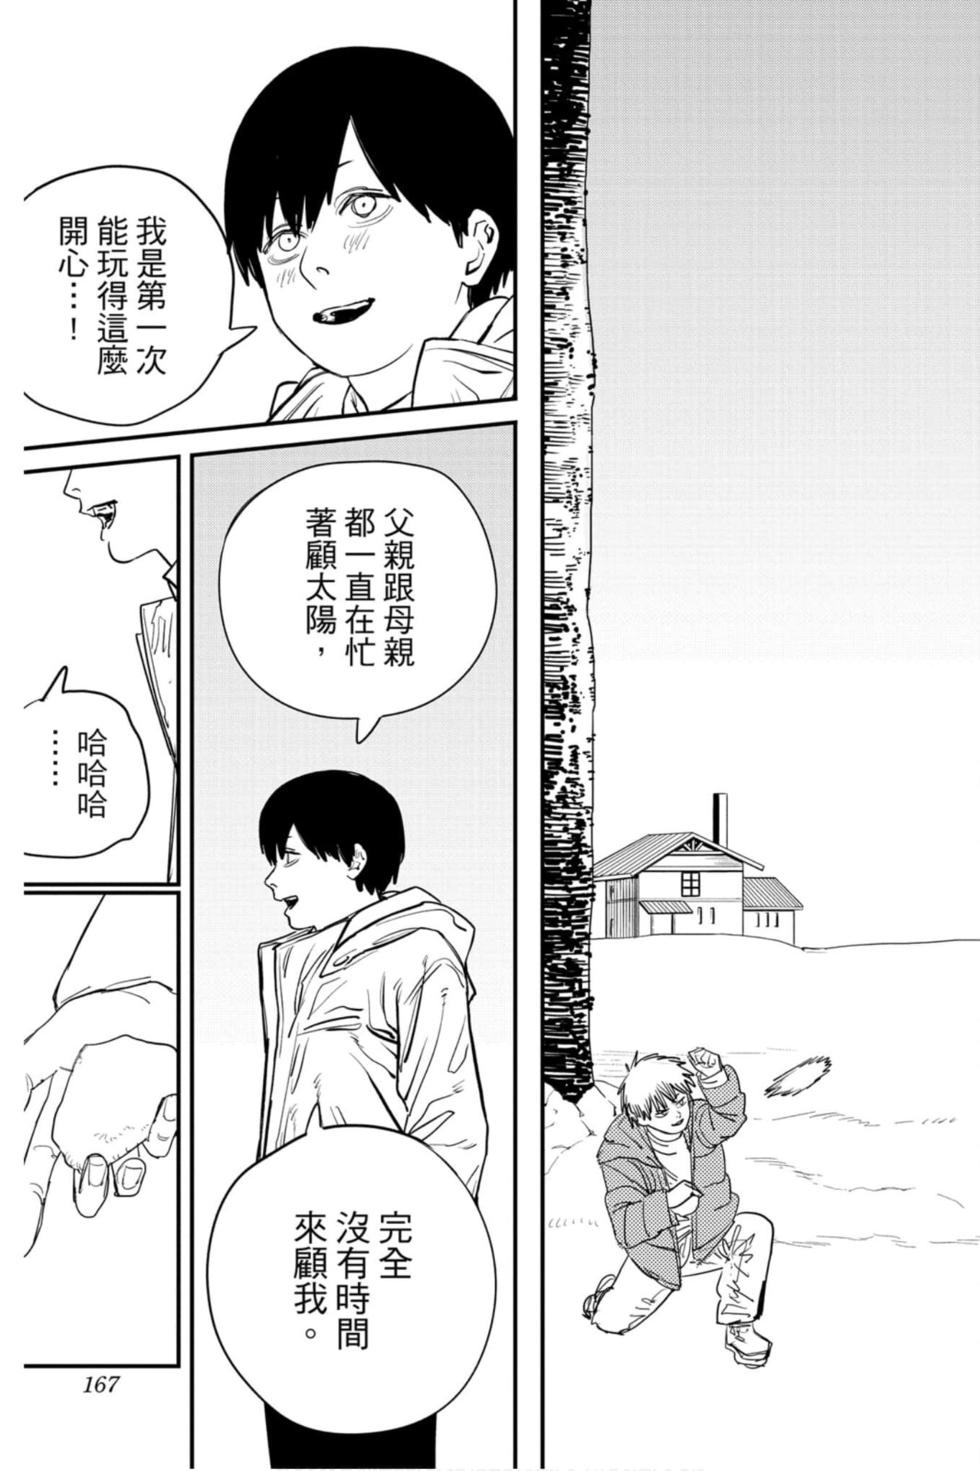 我是第一次
能玩得這麼
開心⋯！
父親跟母親
都一直在忙
著顧太陽，
完全
沒有時間
來顧我。
哈哈哈
⋯⋯
167